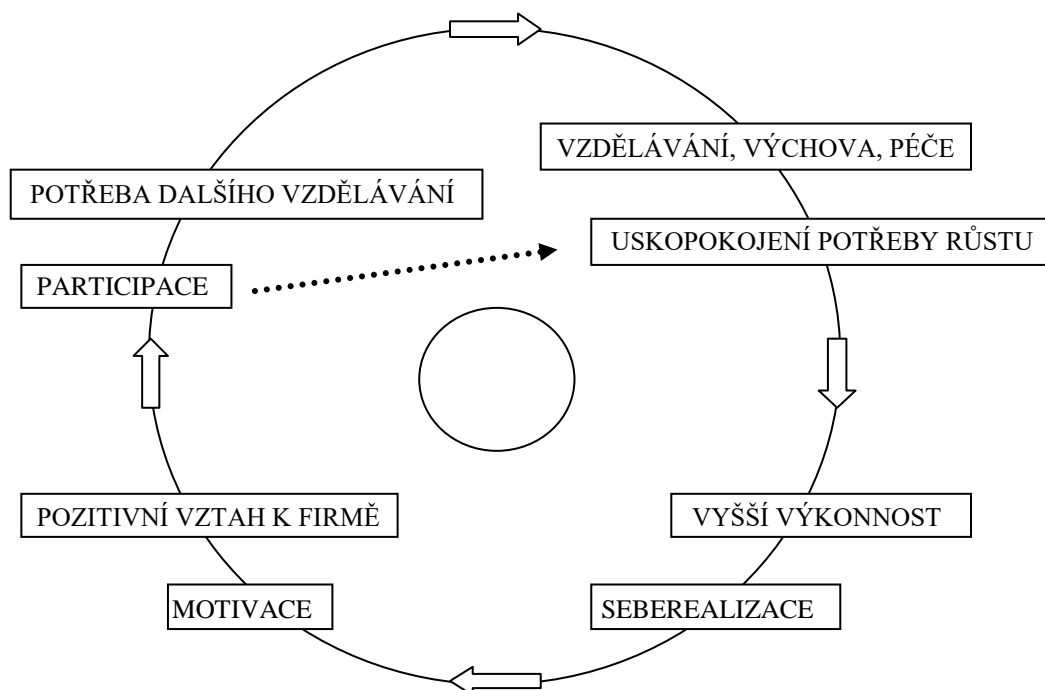 VZDĚLÁVÁNÍ, VÝCHOVA, PÉČE
POTŘEBA DALŠÍHO VZDĚLÁVÁNÍ
USKOPOKOJENÍ POTŘEBY RŮSTU
PARTICIPACE
POZITIVNÍ VZTAH K FIRMĚ
VYŠŠÍ VÝKONNOST
MOTIVACE
SEBEREALIZACE